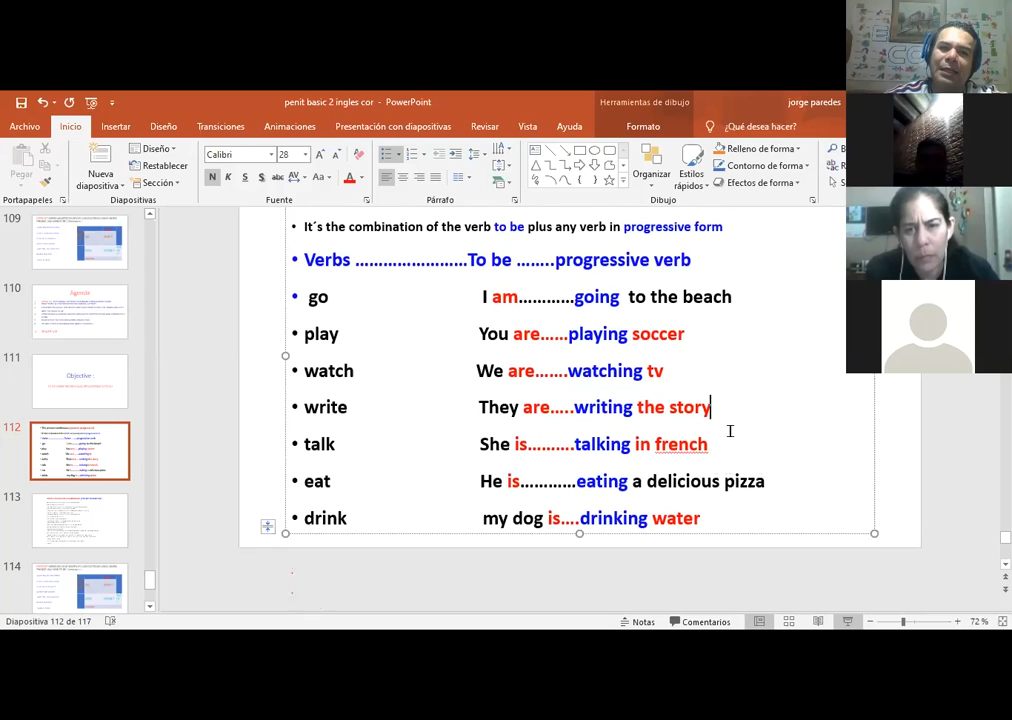 penit basic 2 ingles cor - PowerPoint
Herramientas de dibujo
jorge paredes
Archivo Inicio Insertar Diseño Transiciones Animaciones Presentación con diapositivas Revisar Vista Ayuda Formato ¿Qué desea hacer?
Pegar
Nueva diapositiva
Diseño
Restablecer
Sección
Calibri 28
N K S S abc AV Aa A
Organizar
Estilos rápidos
Relleno de forma
Contorno de forma
Efectos de forma
Portapapeles Diapositivas Fuente Párrafo Dibujo
109
110
Agenda
111
Objective :
112
113
114
• It´s the combination of the verb to be plus any verb in progressive form
• Verbs .......................To be ........progressive verb
• go I am...........going to the beach
• play You are......playing soccer
• watch We are.......watching tv
• write They are.....writing the story
• talk She is..........talking in french
• eat He is...........eating a delicious pizza
• drink my dog is....drinking water
Diapositiva 112 de 117
Notas
Comentarios
72 %